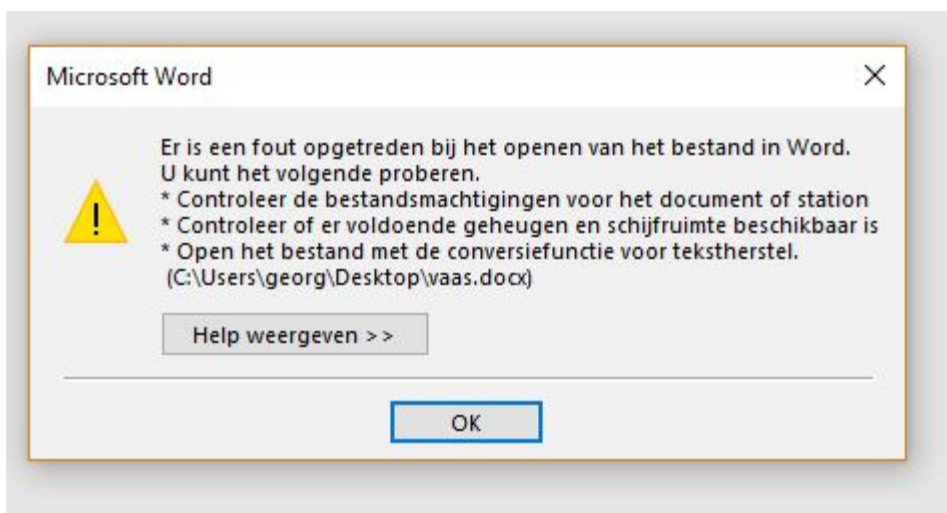 Microsoft Word
Er is een fout opgetreden bij het openen van het bestand in Word.
U kunt het volgende proberen.
* Controleer de bestandsmachtigingen voor het document of station
* Controleer of er voldoende geheugen en schijfruimte beschikbaar is
* Open het bestand met de conversiefunctie voor tekstherstel.
(C:\Users\georg\Desktop\vaas.docx)
Help weergeven >>
OK